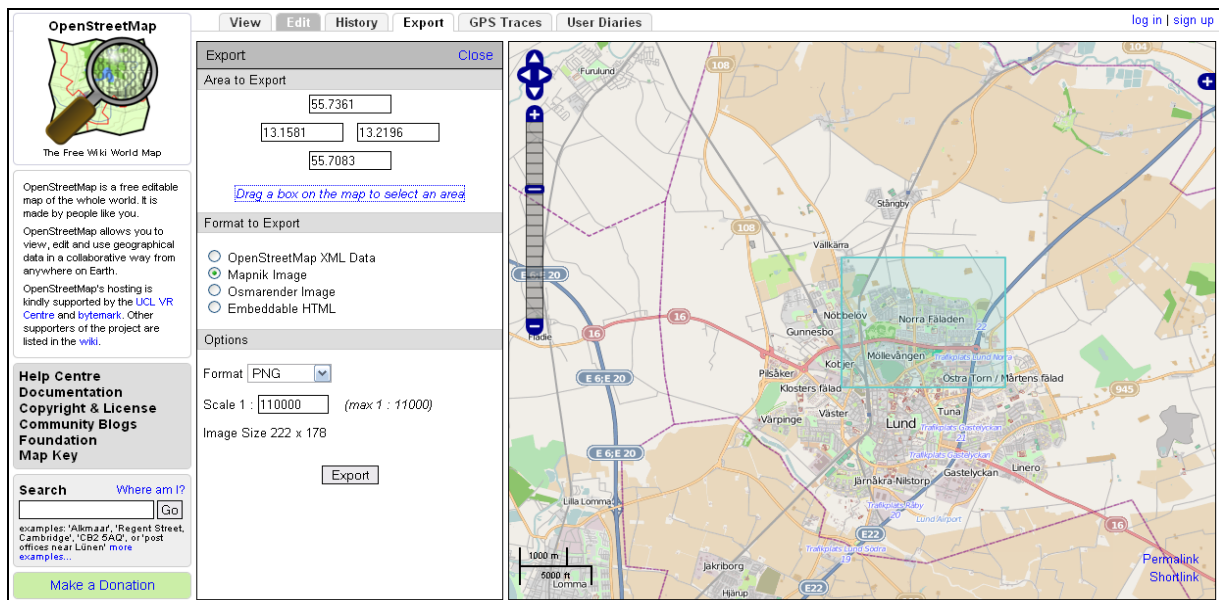 OpenStreetMap
The Free Wiki World Map
OpenStreetMap is a free editable
map of the whole world. It is
made by people like you.
OpenStreetMap allows you to
view, edit and use geographical
data in a collaborative way from
anywhere on Earth.
OpenStreetMap's hosting is
kindly supported by the UCL VR
Centre and bytemark. Other
supporters of the project are
listed in the wiki.
Help Centre
Documentation
Copyright & License
Community Blogs
Foundation
Map Key
Search Where am I?
Go
examples: 'Alkmaar', 'Regent Street,
Cambridge', 'CB2 5AQ', or 'post
offices near Lünen' more
examples...
Make a Donation
View Edit History Export GPS Traces User Diaries
log in | sign up
Export Close
Area to Export
55.7361
13.1581 13.2196
55.7083
Drag a box on the map to select an area
Format to Export
OpenStreetMap XML Data
Mapnik Image
Osmarender Image
Embeddable HTML
Options
Format PNG
Scale 1 : 110000 (max 1 : 11000)
Image Size 222 x 178
Export
104
Furulund
108
Stångby
108
Vallkärra
E 6;E 20
Nötbelov
Norra Fäladen
16
22
Gunnesbo
16
Möllevången
Trafikplats Lund Norra
Kobjer
Pilsåker
E 6;E 20
Klosters fälad
Östra Torn / Mårtens fälad
945
Väster
Tuna
Värpinge
Lund
Trafikplats Gastelyckan
21
E 6;E 20
Gastelyckan
Linero
Järnåkra-Nilstorp
Lilla Lomma
Trafikplats Råby
20
Lund Airport
16
E22
Trafikplats Lund Södra
19
1000 m
5000 ft
Lomma
Jakriborg
Hjärup
E22
Permalink
Shortlink